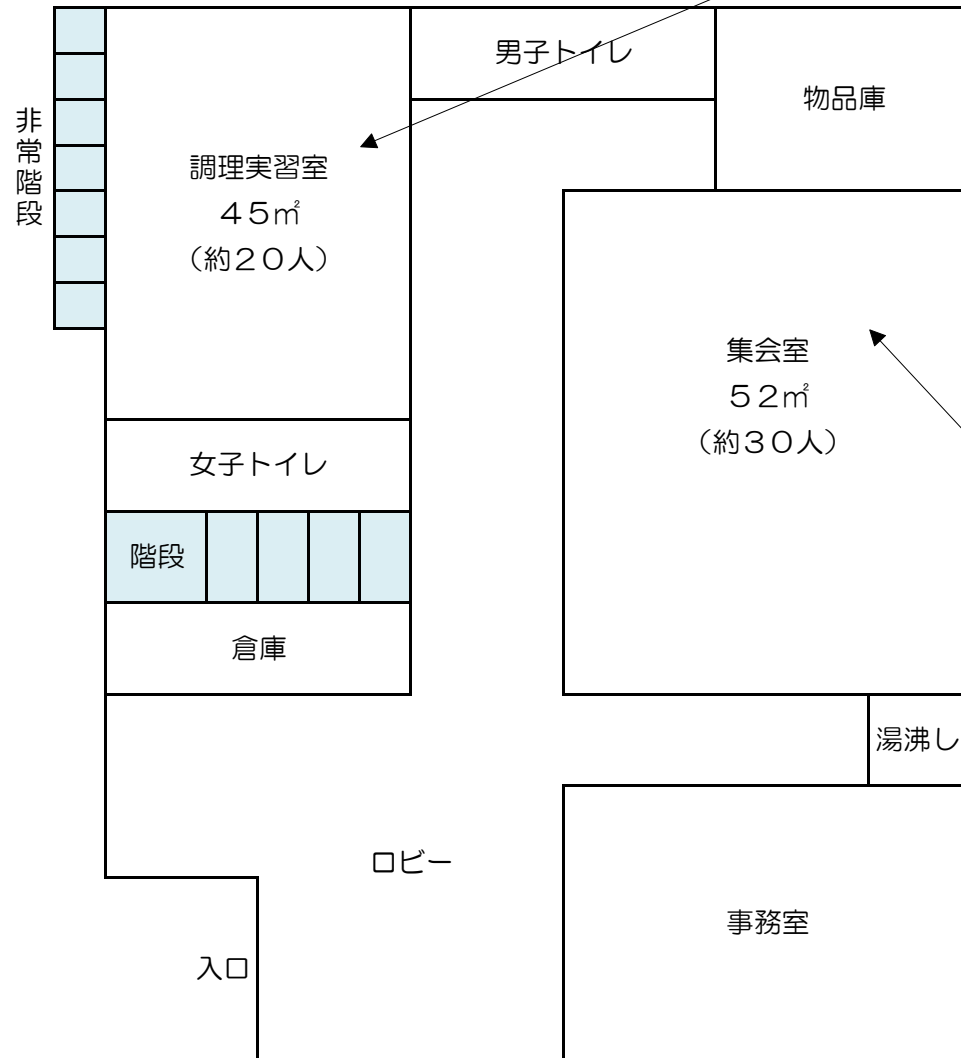 男子トイレ
物品庫
非常階段
調理実習室
４５㎡
（約２０人）
集会室
５２㎡
（約３０人）
女子トイレ
階段
倉庫
湯沸し
ロビー
事務室
入口